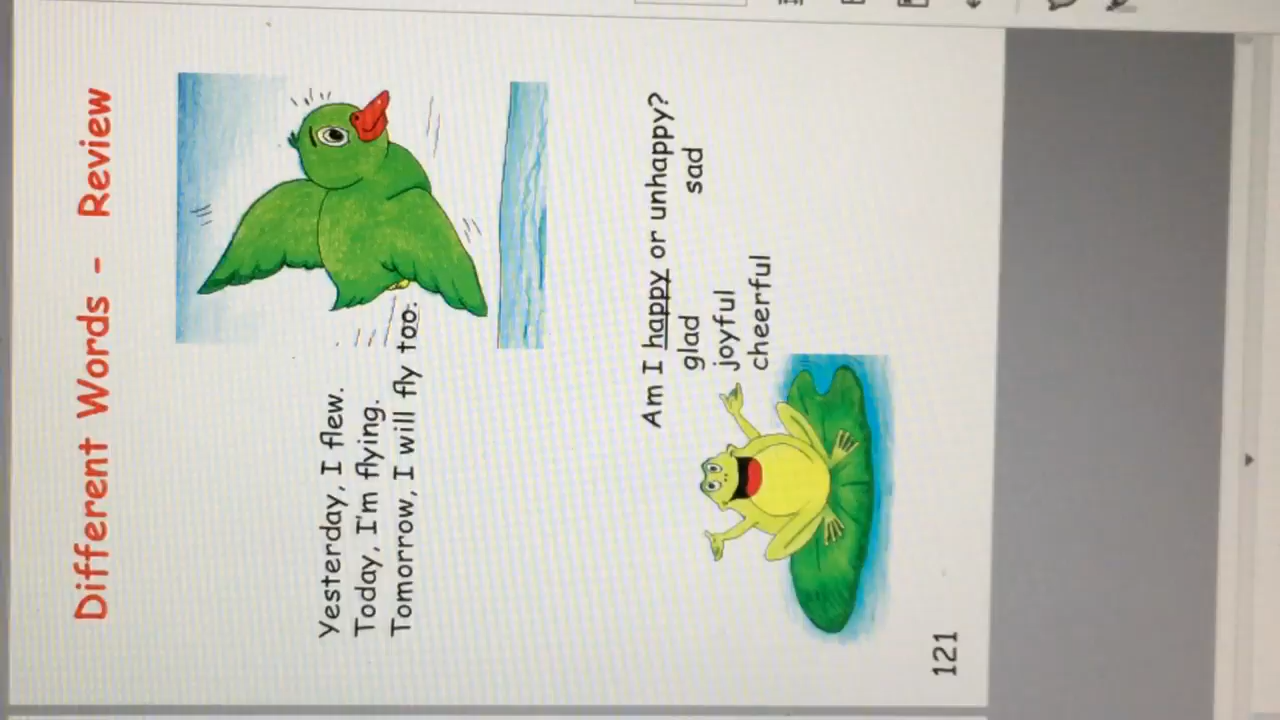 Different Words - Review
Yesterday, I flew.
Today, I'm flying.
Tomorrow, I will fly too.
Am I happy or unhappy?
glad sad
joyful
cheerful
121